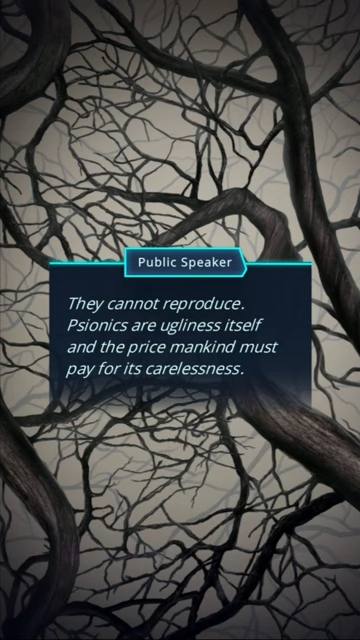 Public Speaker
They cannot reproduce.
Psionics are ugliness itself
and the price mankind must
pay for its carelessness.